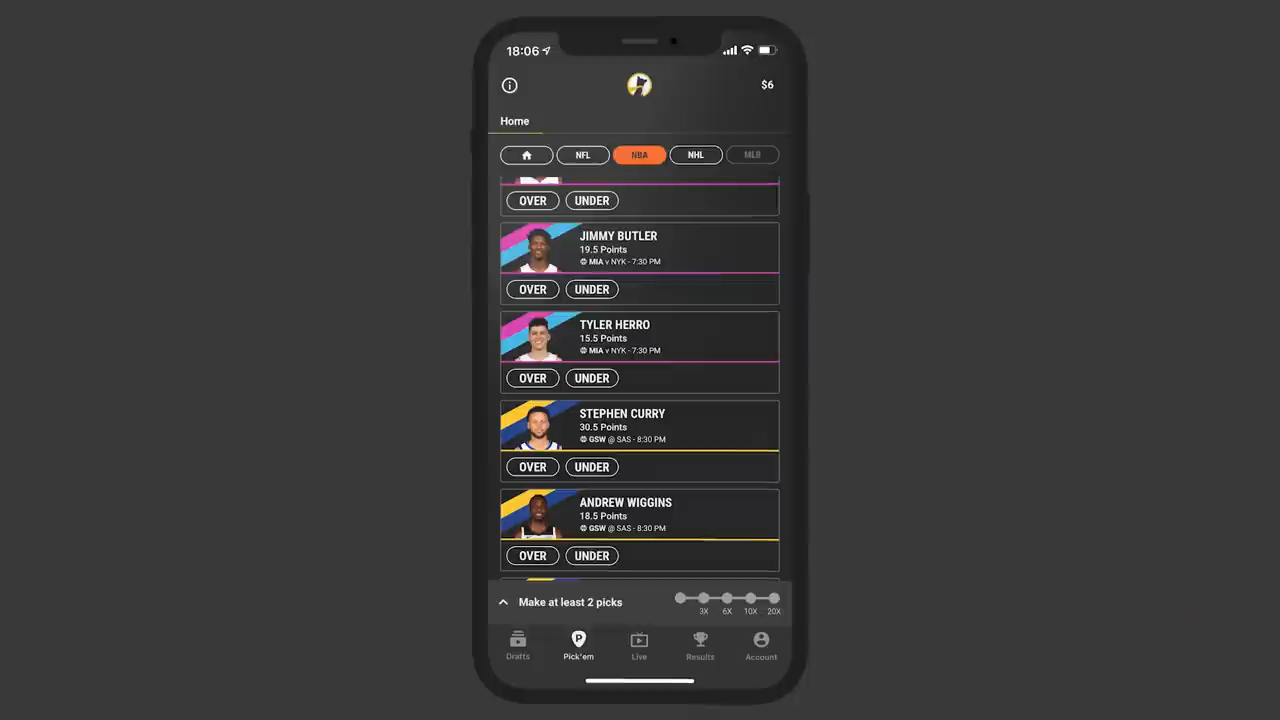 18:06
$6
Home
NFL NBA NHL MLB
OVER UNDER
JIMMY BUTLER
19.5 Points
MIA v NYK - 7:30 PM
OVER UNDER
TYLER HERRO
15.5 Points
MIA v NYK - 7:30 PM
OVER UNDER
STEPHEN CURRY
30.5 Points
GSW @ SAS - 8:30 PM
OVER UNDER
ANDREW WIGGINS
18.5 Points
GSW @ SAS - 8:30 PM
OVER UNDER
Make at least 2 picks
3X 6X 10X 20X
P
Drafts Pick'em Live Results Account